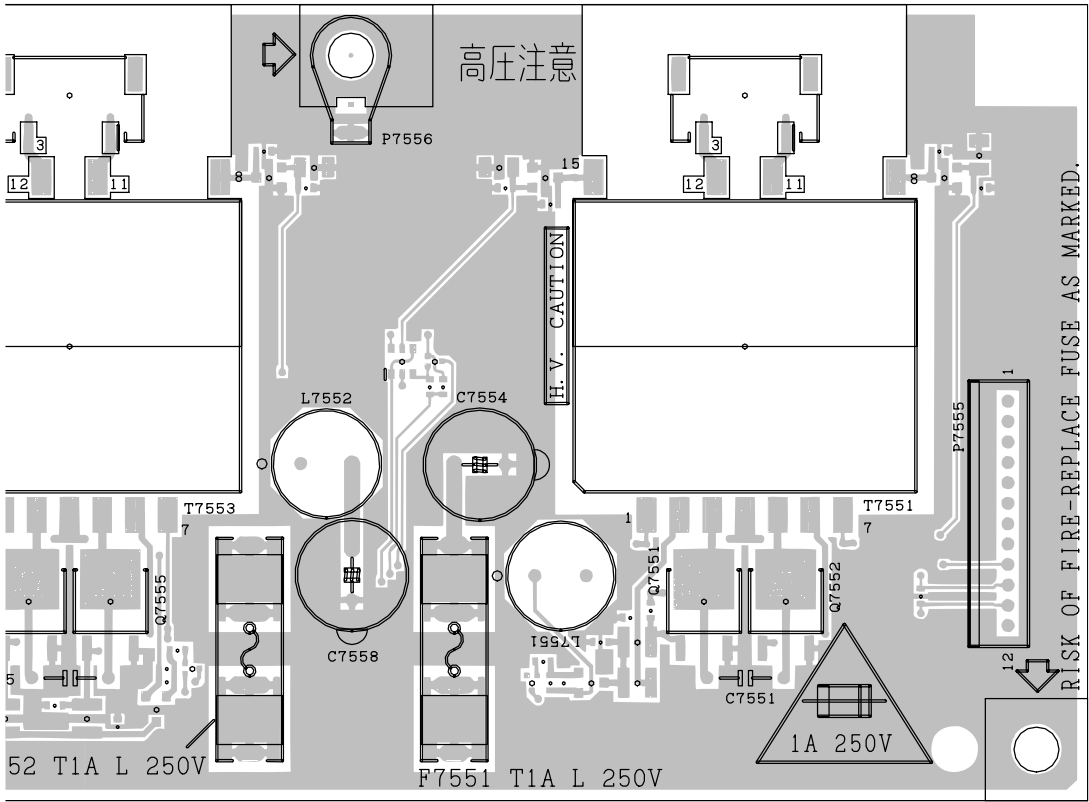 高圧注意
P7556
3
3
12
11
8
15
12
11
8
H.V. CAUTION
RISK OF FIRE-REPLACE FUSE AS MARKED.
1
P7555
12
L7552
C7554
T7553
7
T7551
1
7
Q7555
Q7551
Q7552
L7551
C7558
C7551
5
1A 250V
52 T1A L 250V
F7551 T1A L 250V